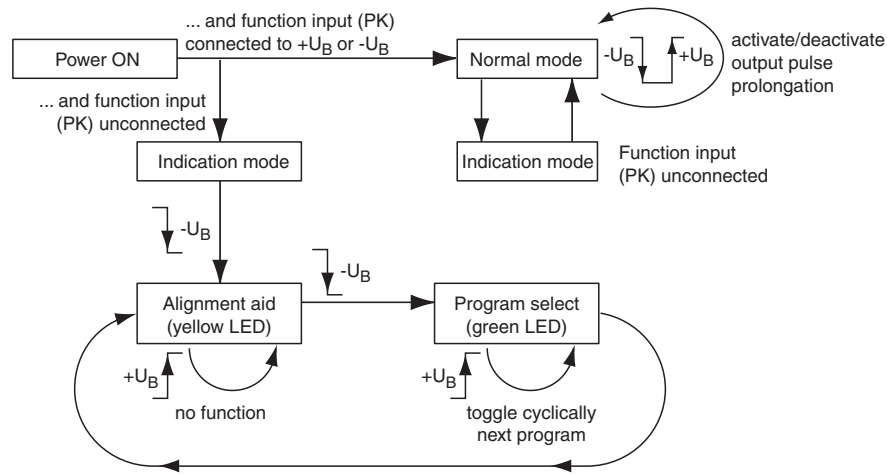 ... and function input (PK)
connected to +UB or -UB
Power ON
Normal mode
-UB
+UB
activate/deactivate
output pulse
prolongation
... and function input
(PK) unconnected
Indication mode
Indication mode
Function input
(PK) unconnected
-UB
-UB
Alignment aid
(yellow LED)
Program select
(green LED)
+UB
no function
+UB
toggle cyclically
next program